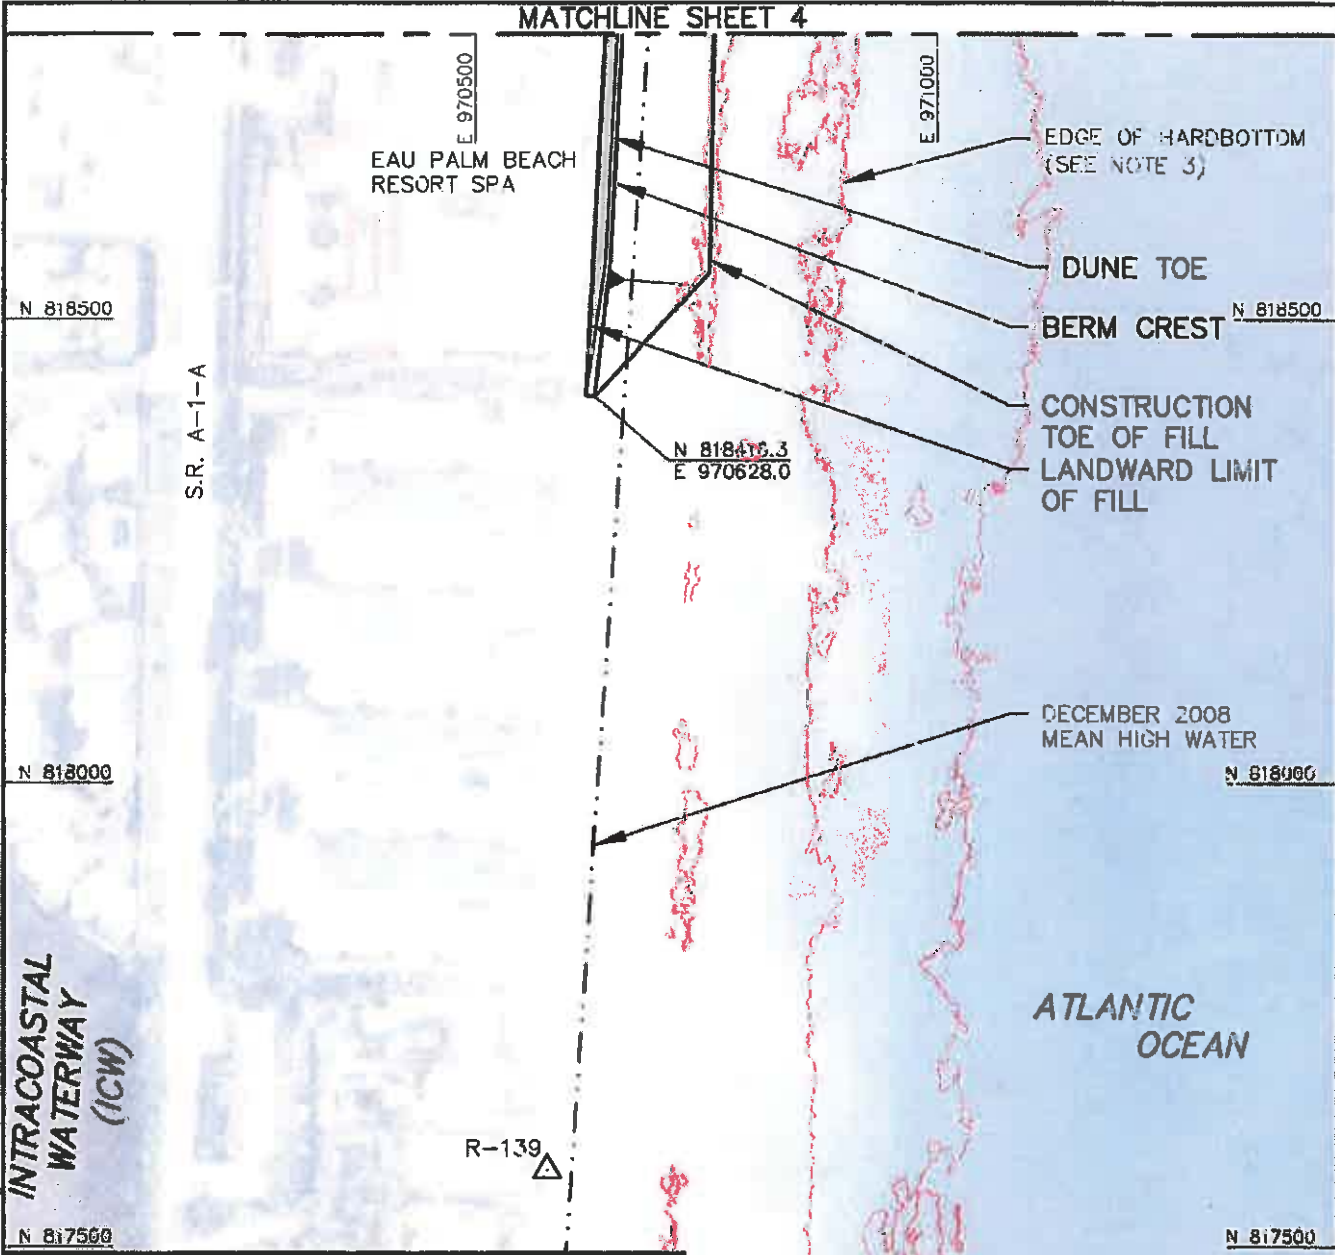 MATCHLINE SHEET 4
E 970500
E 971000
EAU PALM BEACH
RESORT SPA
EDGE OF HARDBOTTOM
(SEE NOTE 3)
DUNE TOE
N 818500
BERM CREST
N 818500
S.R. A-1-A
CONSTRUCTION
TOE OF FILL
LANDWARD LIMIT
OF FILL
E 970628.0
DECEMBER 2008
MEAN HIGH WATER
N 818000
N 818000
INTRACOASTAL
WATERWAY
(ICW)
ATLANTIC
OCEAN
R-139
N 817500
N 817500